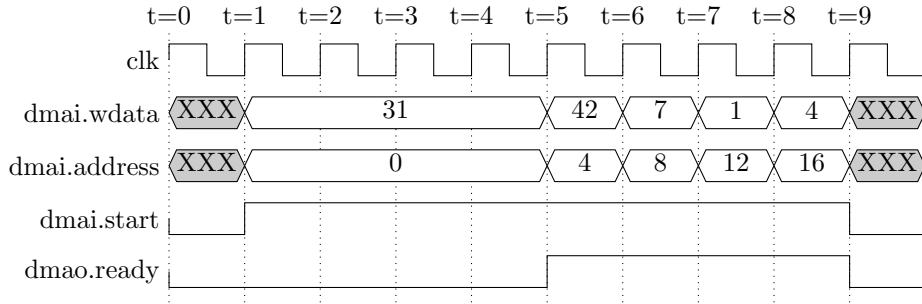 t=0 t=1 t=2 t=3 t=4 t=5 t=6 t=7 t=8 t=9
clk
dmai.wdata XXX 31 42 7 1 4 XXX
dmai.address XXX 0 4 8 12 16 XXX
dmai.start
dmao.ready